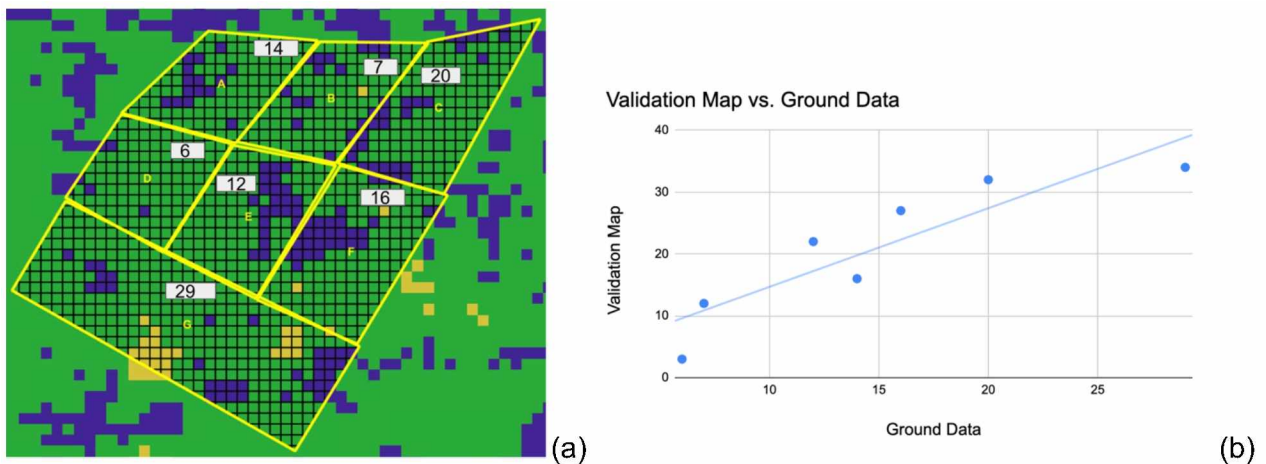 14
7
20
A
B
C
6
12
16
D
E
F
29
G
(a)
Validation Map vs. Ground Data
40
30
20
10
0
10
15
20
25
Validation Map
Ground Data
(b)